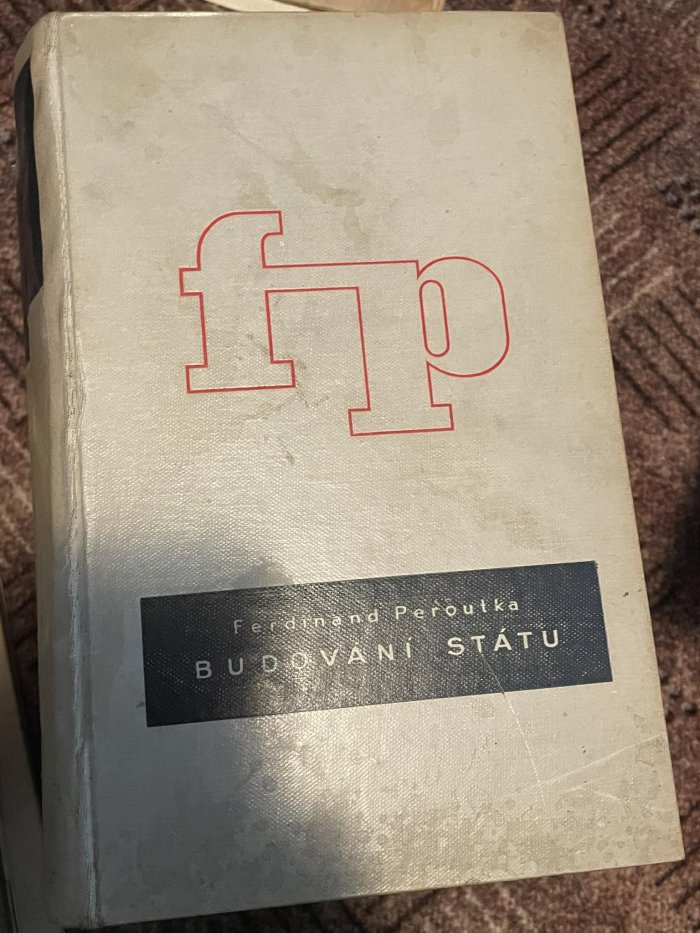 fp
Ferdinand Peroutka
BUDOVÁNÍ STÁTU